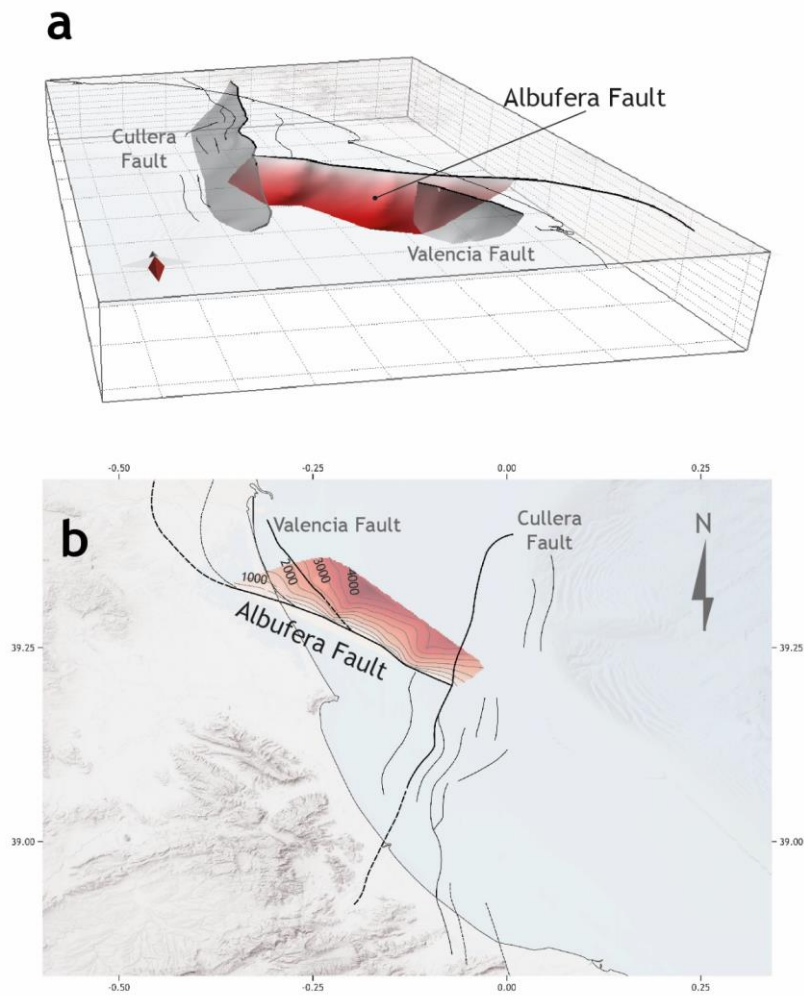 a
Albufera Fault
Cullera
Fault
Valencia Fault
-0.50 -0.25 0.00 0.25
b
Valencia Fault
Cullera
Fault
N
1000 2000 3000 4000
Albufera Fault
39.25 39.25
39.00 39.00
-0.50 -0.25 0.00 0.25